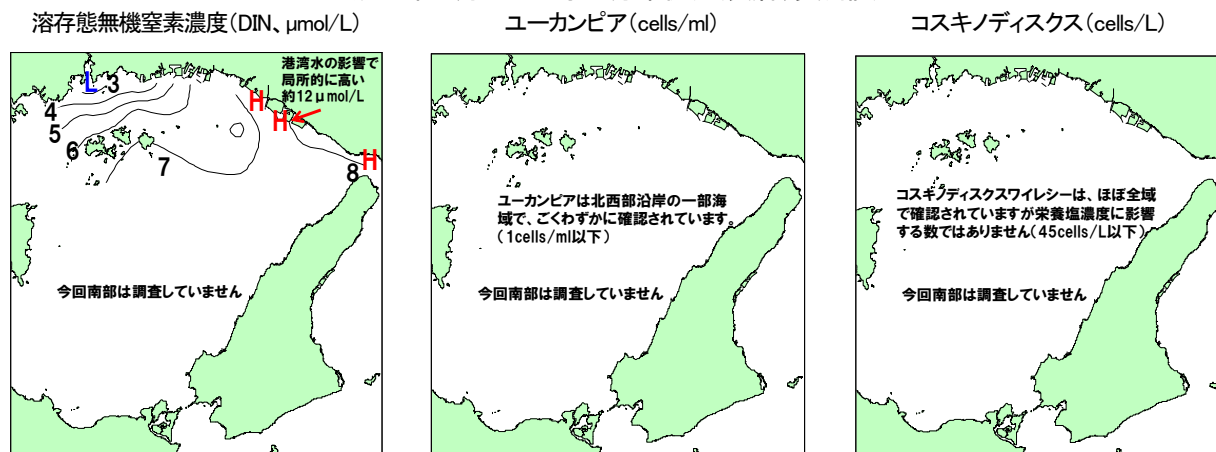 溶存態無機窒素濃度(DIN、μmol/L)
ユーカンピア(cells/ml)
コスキノディスクス(cells/L)
港湾水の影響で
局所的に高い
約12μmol/L
L
3
4
5
6
7
8
H
H
H
今回南部は調査していません
ユーカンピアは北西部沿岸の一部海
域で、ごくわずかに確認されています。
(1cells/ml以下)
今回南部は調査していません
コスキノディスクスワイレシーは、ほぼ全域
で確認されていますが栄養塩濃度に影響
する数ではありません(45cells/L以下)
今回南部は調査していません